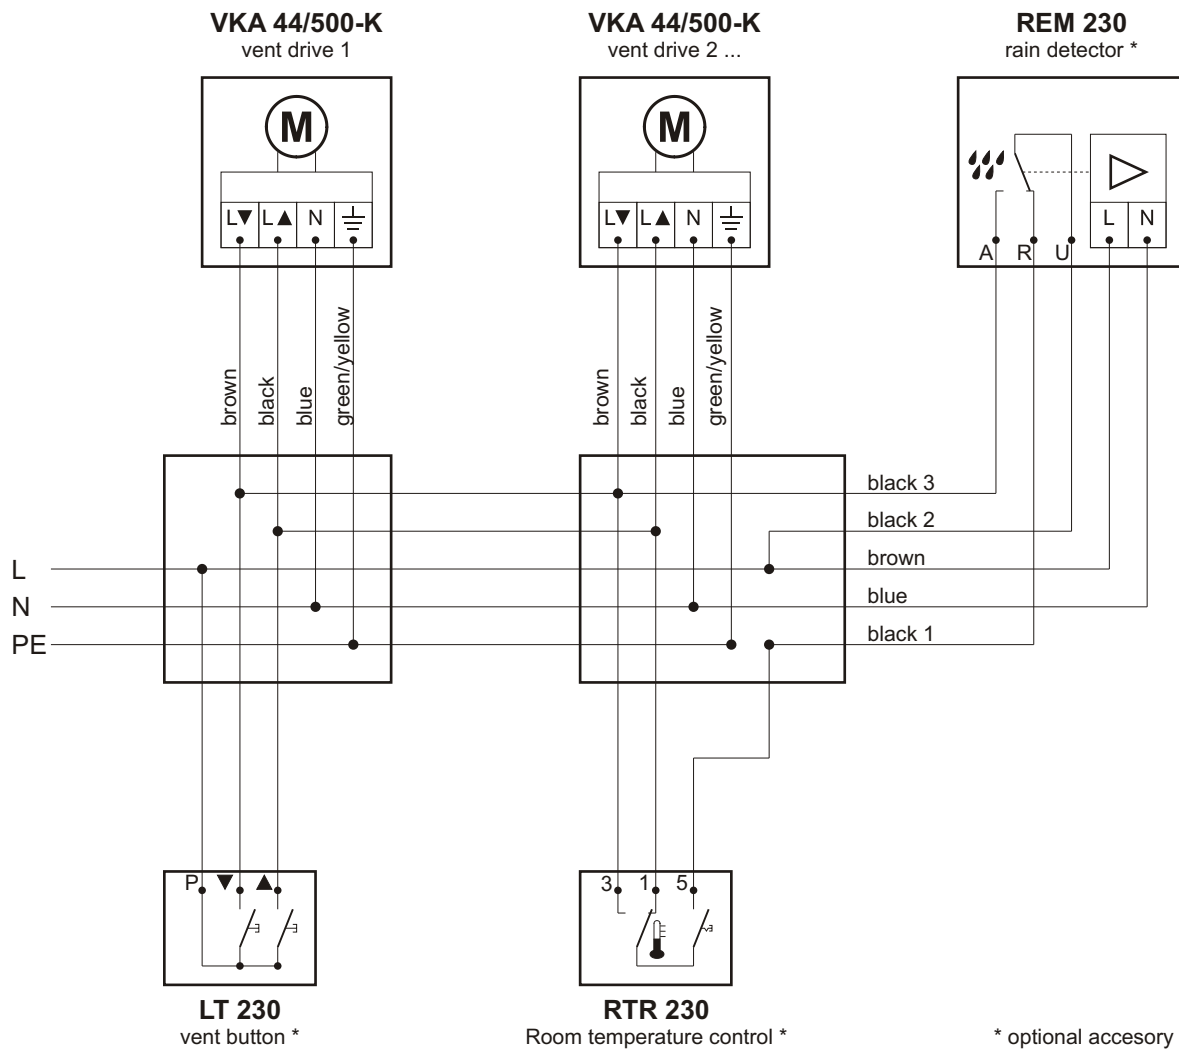 VKA 44/500-K
vent drive 1
VKA 44/500-K
vent drive 2 ...
REM 230
rain detector *
M
M
L▼ L▲ N
L▼ L▲ N
L N
A R U
brown
black
blue
green/yellow
brown
black
blue
green/yellow
black 3
black 2
brown
blue
black 1
L
N
PE
P ▼ ▲
3 1 5
LT 230
vent button *
RTR 230
Room temperature control *
* optional accesory